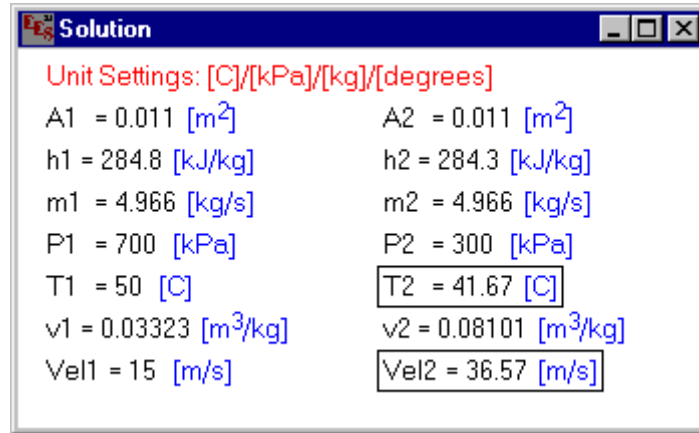 EES Solution
Unit Settings: [C]/[kPa]/[kg]/[degrees]
A1 = 0.011 [m²] A2 = 0.011 [m²]
h1 = 284.8 [kJ/kg] h2 = 284.3 [kJ/kg]
m1 = 4.966 [kg/s] m2 = 4.966 [kg/s]
P1 = 700 [kPa] P2 = 300 [kPa]
T1 = 50 [C] T2 = 41.67 [C]
v1 = 0.03323 [m³/kg] v2 = 0.08101 [m³/kg]
Vel1 = 15 [m/s] Vel2 = 36.57 [m/s]